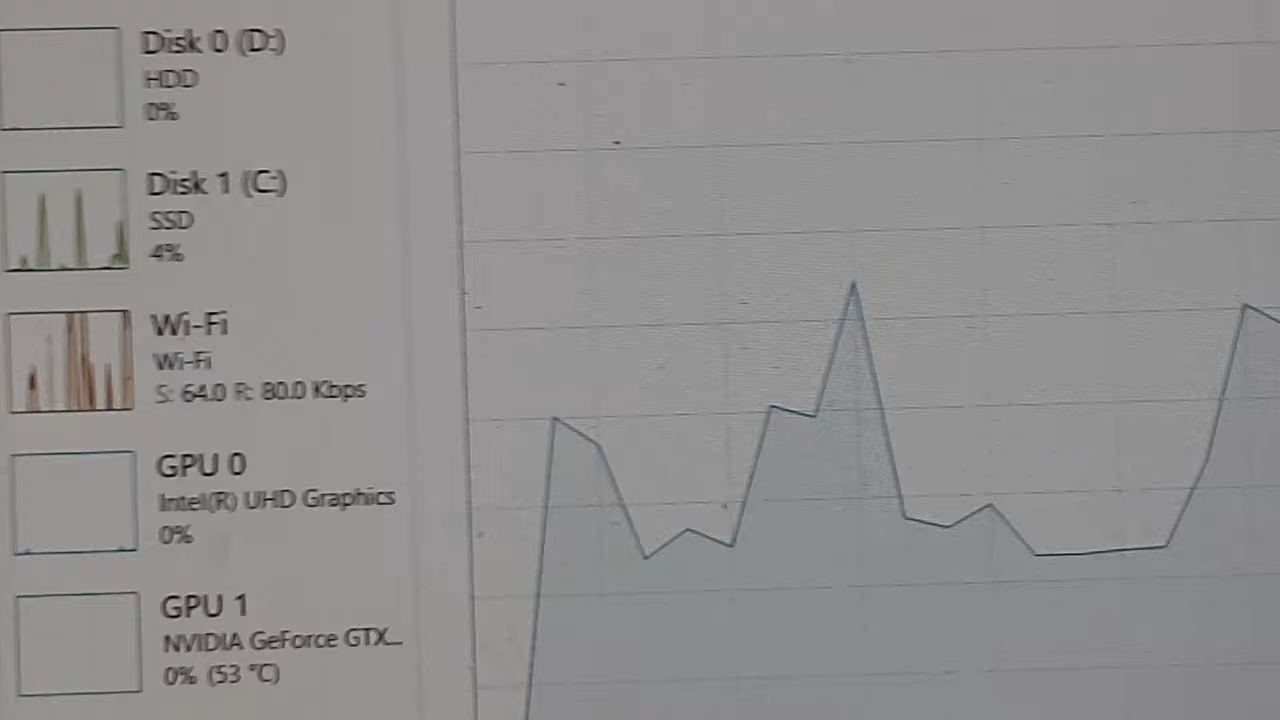 Disk 0 (D:)
HDD
0%
Disk 1 (C:)
SSD
4%
Wi-Fi
Wi-Fi
S: 64.0 R: 80.0 Kbps
GPU 0
Intel(R) UHD Graphics
0%
GPU 1
NVIDIA GeForce GTX...
0% (53 °C)